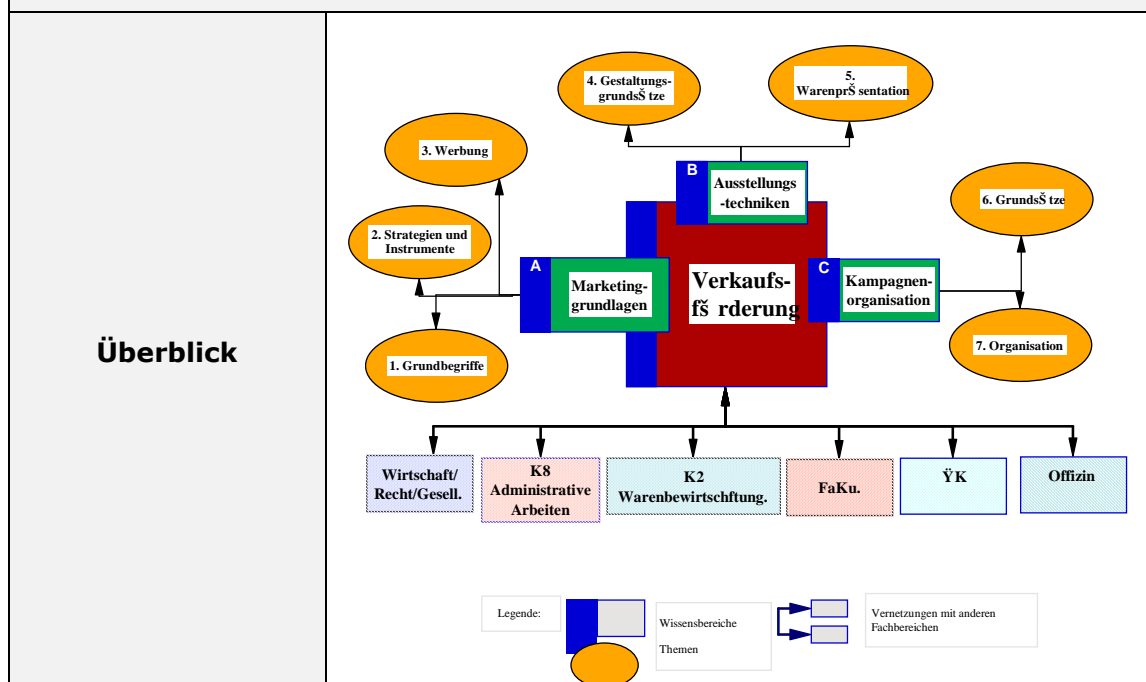 Überblick
4. Gestaltungs-
grundsŠ tze
5.
WarenprŠ sentation
3. Werbung
B
Ausstellungs
-techniken
6. GrundsŠ tze
2. Strategien und
Instrumente
A
Marketing-
grundlagen
Verkaufs-
fš rderung
C
Kampagnen-
organisation
1. Grundbegriffe
7. Organisation
Wirtschaft/
Recht/Gesell.
K8
Administrative
Arbeiten
K2
Warenbewirtschftung.
FaKu.
ŸK
Offizin
Legende:
Wissensbereiche
Themen
Vernetzungen mit anderen
Fachbereichen